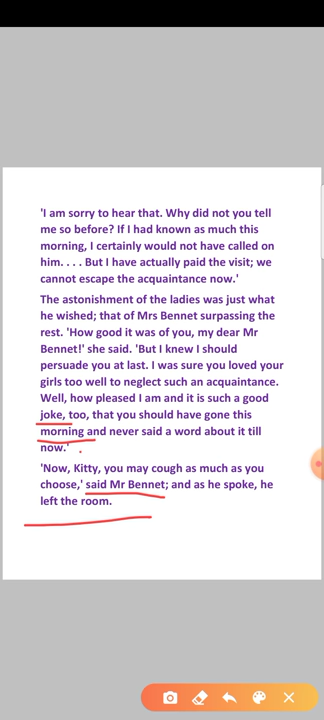 'I am sorry to hear that. Why did not you tell
me so before? If I had known as much this
morning, I certainly would not have called on
him. . . . But I have actually paid the visit; we
cannot escape the acquaintance now.'
The astonishment of the ladies was just what
he wished; that of Mrs Bennet surpassing the
rest. 'How good it was of you, my dear Mr
Bennet!' she said. 'But I knew I should
persuade you at last. I was sure you loved your
girls too well to neglect such an acquaintance.
Well, how pleased I am and it is such a good
joke, too, that you should have gone this
morning and never said a word about it till
now.'
'Now, Kitty, you may cough as much as you
choose,' said Mr Bennet; and as he spoke, he
left the room.